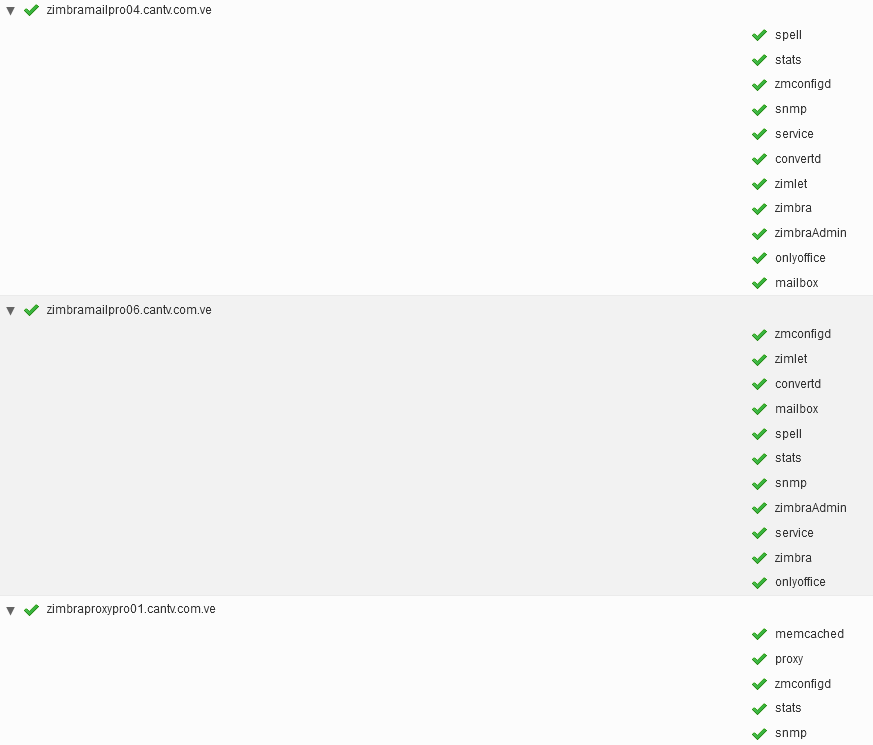 zimbramailpro04.cantv.com.ve
spell
stats
zmconfigd
snmp
service
convertd
zimlet
zimbra
zimbraAdmin
onlyoffice
mailbox
zimbramailpro06.cantv.com.ve
zmconfigd
zimlet
convertd
mailbox
spell
stats
snmp
zimbraAdmin
service
zimbra
onlyoffice
zimbraproxypro01.cantv.com.ve
memcached
proxy
zmconfigd
stats
snmp